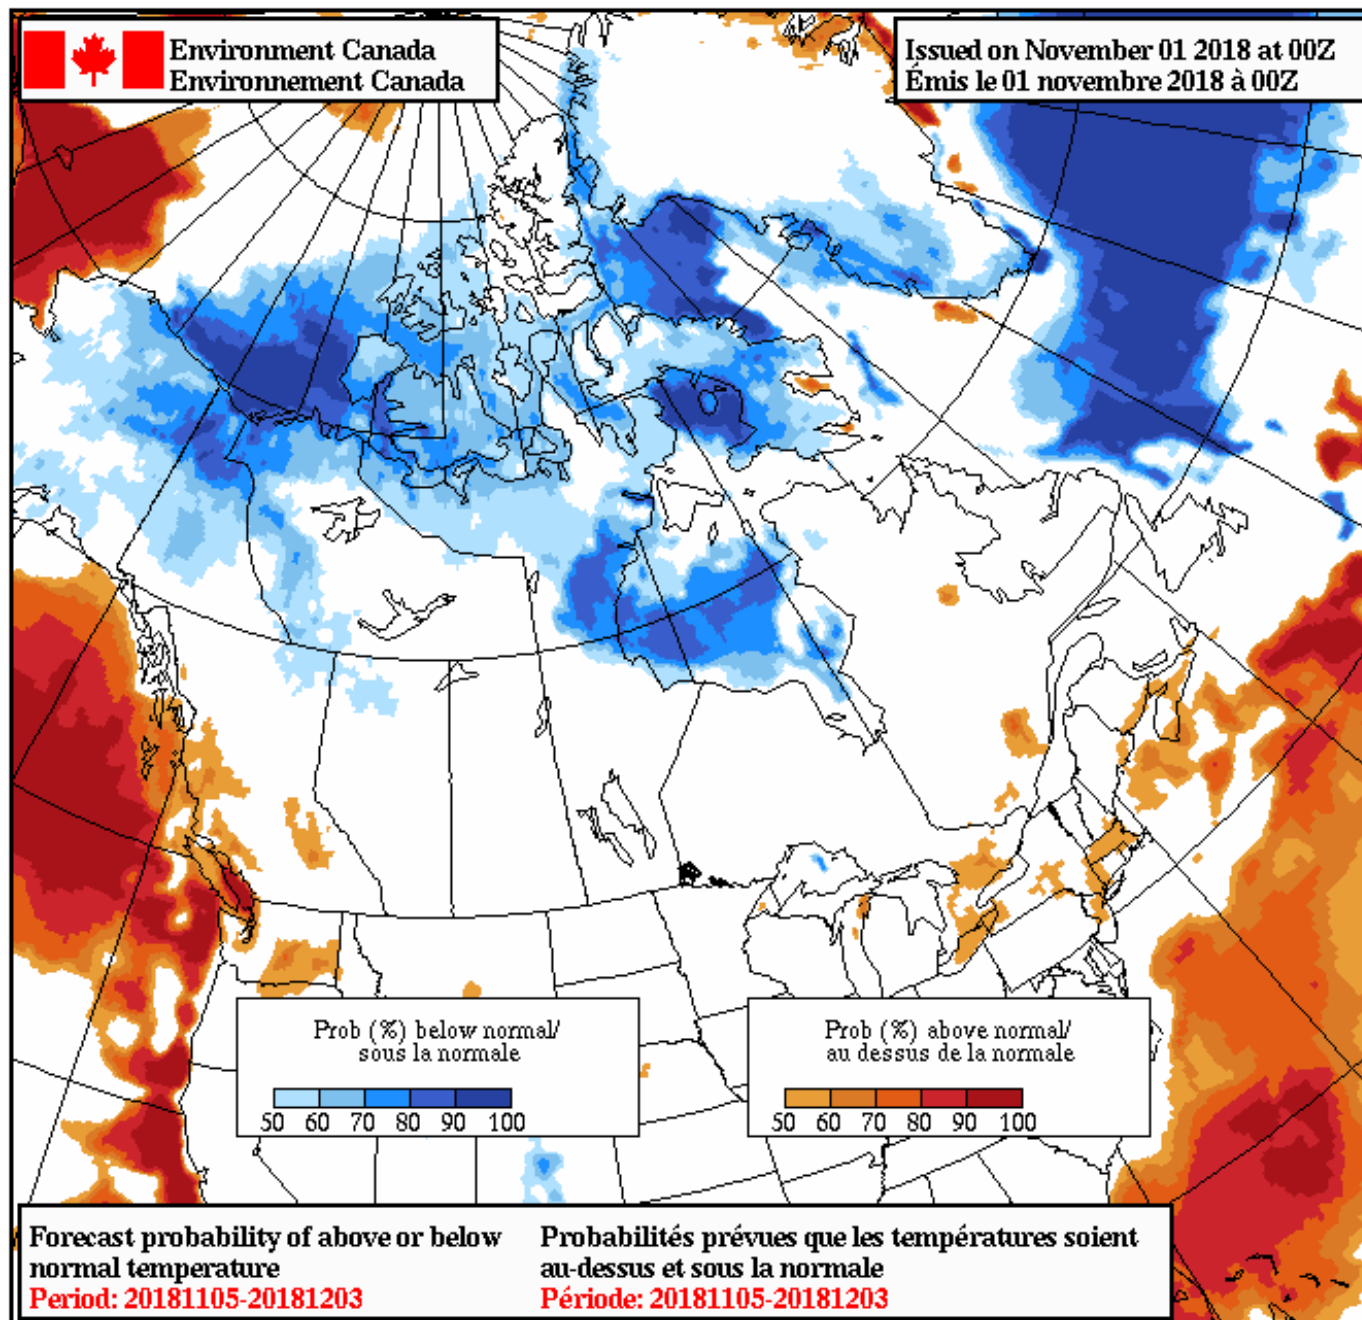 Environment Canada
Environnement Canada
Issued on November 01 2018 at 00Z
Émis le 01 novembre 2018 à 00Z
Prob (%) below normal/
sous la normale
50 60 70 80 90 100
Prob (%) above normal/
au dessus de la normale
50 60 70 80 90 100
Forecast probability of above or below
normal temperature
Period: 20181105-20181203
Probabilités prévues que les températures soient
au-dessus et sous la normale
Période: 20181105-20181203